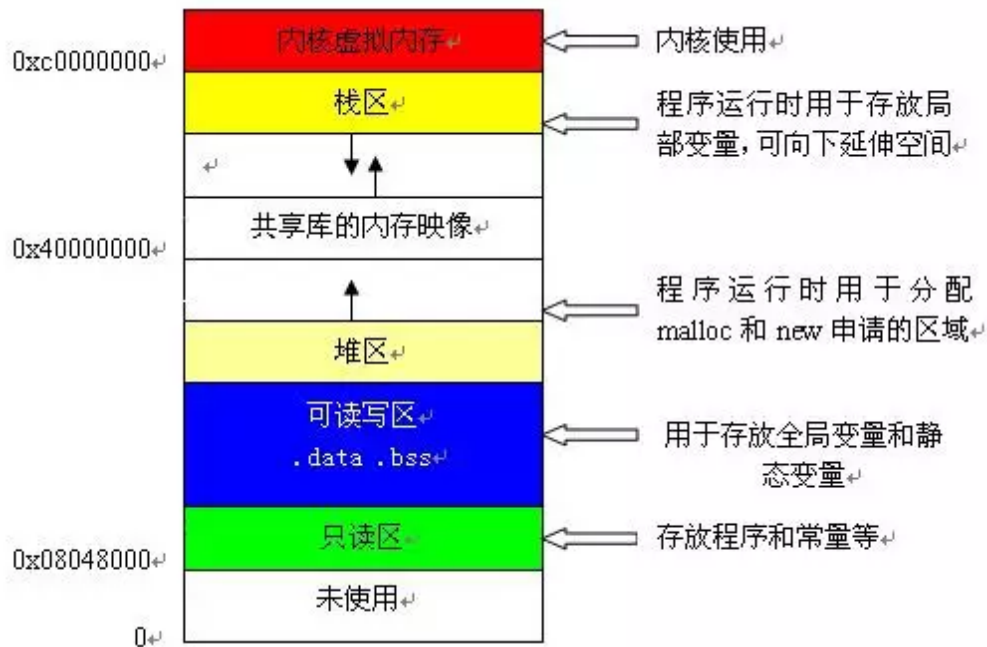 内核虚拟内存
0xc0000000
内核使用
栈区
程序运行时用于存放局
部变量,可向下延伸空间
共享库的内存映像
0x40000000
程序运行时用于分配
malloc 和 new 申请的区域
堆区
可读写区
.data .bss
用于存放全局变量和静
态变量
只读区
0x08048000
存放程序和常量等
未使用
0